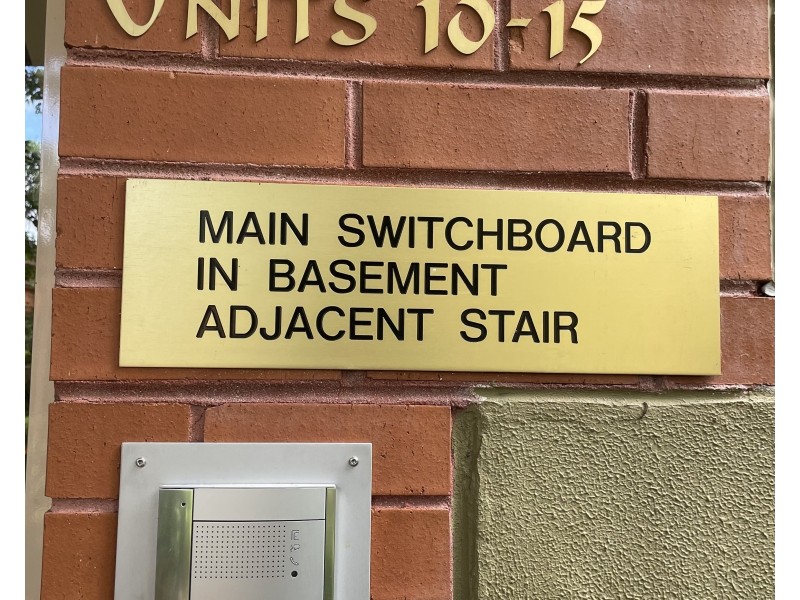 UNITS 10-15
MAIN SWITCHBOARD
IN BASEMENT
ADJACENT STAIR